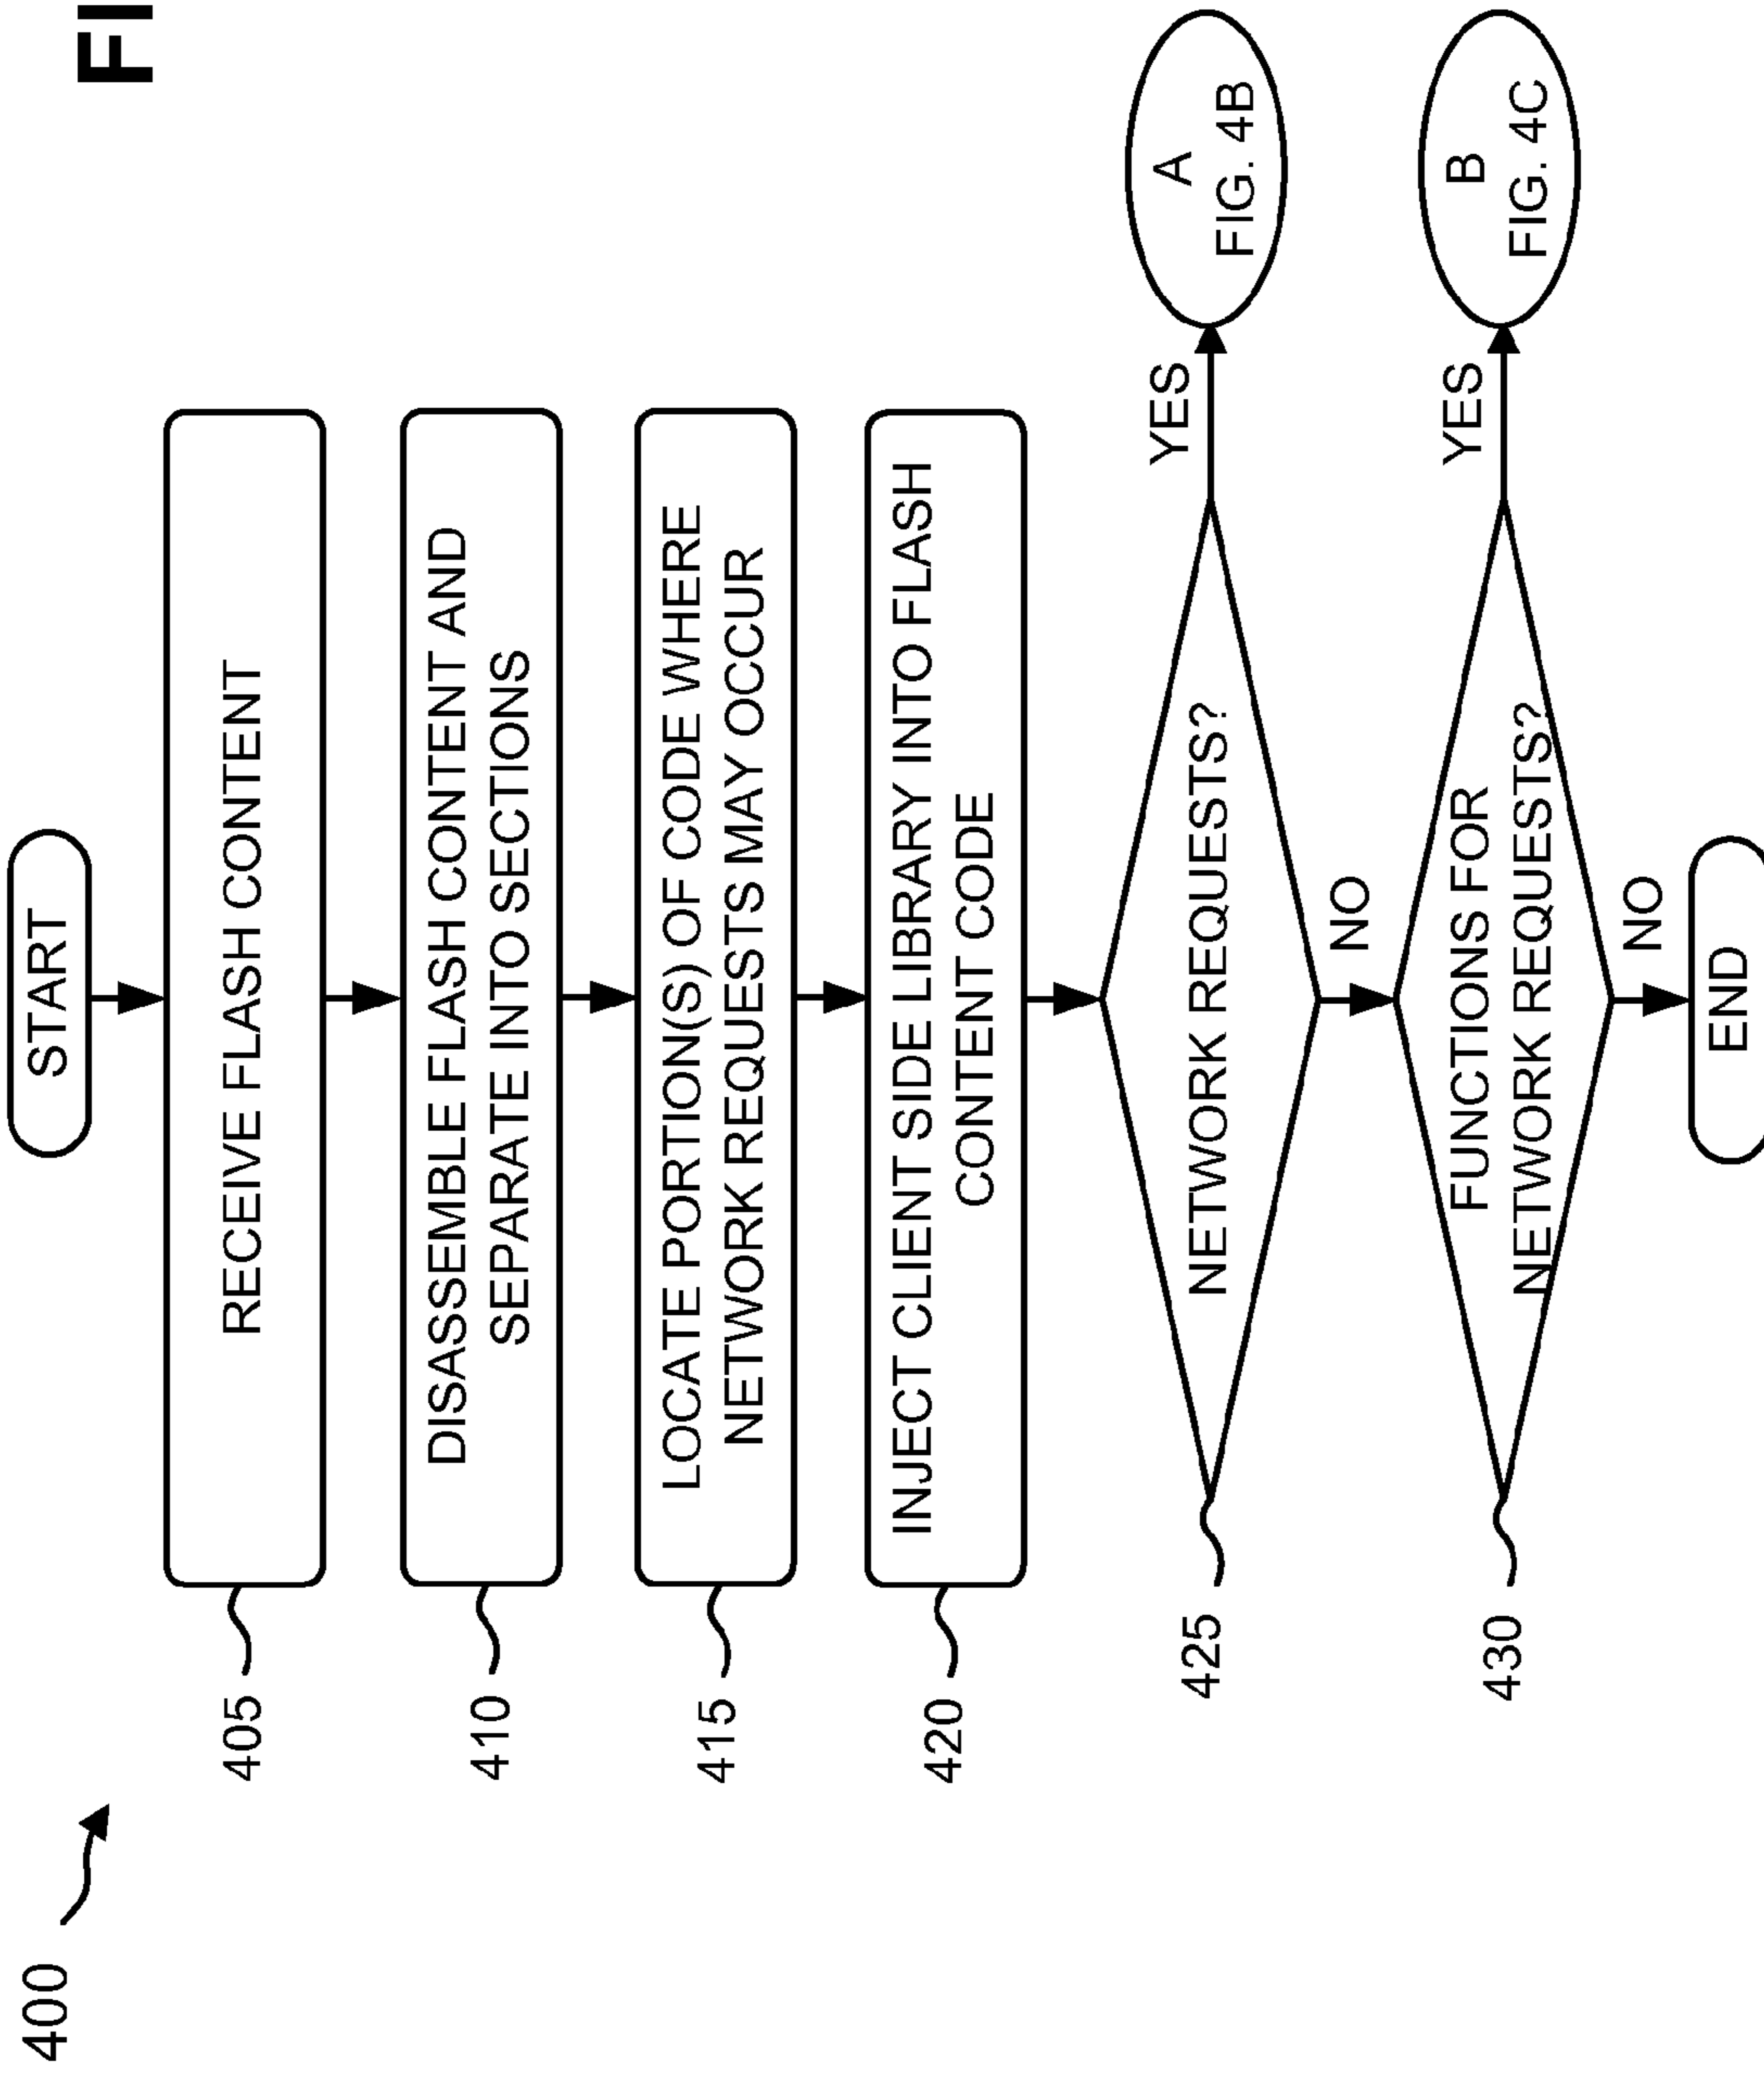 FI
400
START
405
RECEIVE FLASH CONTENT
410
DISASSEMBLE FLASH CONTENT AND
SEPARATE INTO SECTIONS
415
LOCATE PORTION(S) OF CODE WHERE
NETWORK REQUESTS MAY OCCUR
420
INJECT CLIENT SIDE LIBRARY INTO FLASH
CONTENT CODE
425
NETWORK REQUESTS?
YES
A
FIG. 4B
NO
430
FUNCTIONS FOR
NETWORK REQUESTS?
YES
B
FIG. 4C
NO
END